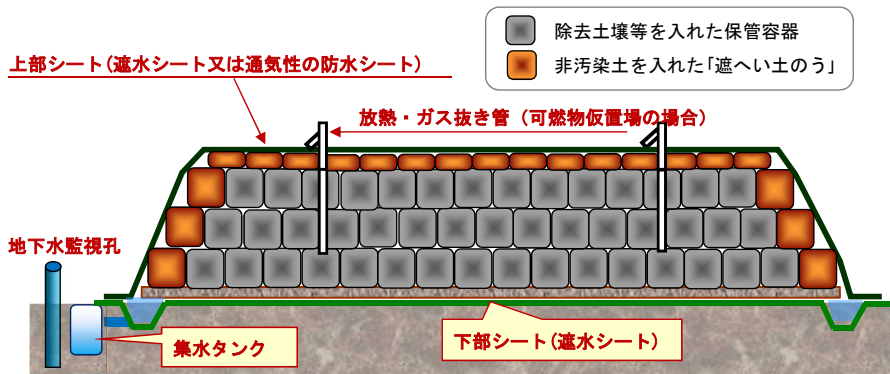 除去土壌等を入れた保管容器
非汚染土を入れた「遮へい土のう」
上部シート(遮水シート又は通気性の防水シート)
放熱・ガス抜き管（可燃物仮置場の場合）
地下水監視孔
集水タンク
下部シート(遮水シート)